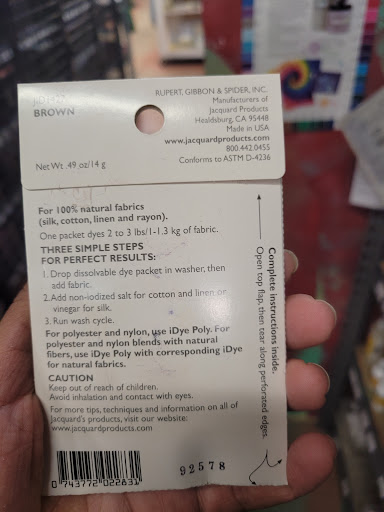 BROWN
RUPERT, GIBBON & SPIDER, INC.
Manufacturers of
Jacquard Products
Healdsburg, CA 95448
Made in USA
www.jacquardproducts.com
800.442.0455
Conforms to ASTM D-4236
Net Wt .49 oz/14 g
For 100% natural fabrics
(silk, cotton, linen and rayon).
One packet dyes 2 to 3 lbs/1-1.3 kg of fabric.
THREE SIMPLE STEPS
FOR PERFECT RESULTS:
1. Drop dissolvable dye packet in washer, then
add fabric.
2. Add non-iodized salt for cotton and linen or
vinegar for silk.
3. Run wash cycle.
For polyester and nylon, use iDye Poly. For
polyester and nylon blends with natural
fibers, use iDye Poly with corresponding iDye
for natural fabrics.
CAUTION
Keep out of reach of children.
Avoid inhalation and contact with eyes.
For more tips, techniques and information on all of
Jacquard's products, visit our website:
www.jacquardproducts.com
Complete instructions inside.
Open top flap, then tear along perforated edges.
0 743772 022831
92578